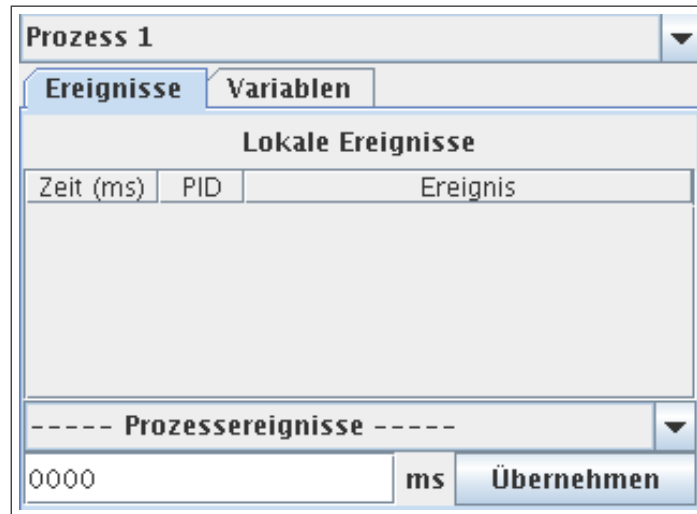 Prozess 1
Ereignisse Variablen
Lokale Ereignisse
Zeit (ms) PID Ereignis
----- Prozessereignisse -----
0000 ms Übernehmen